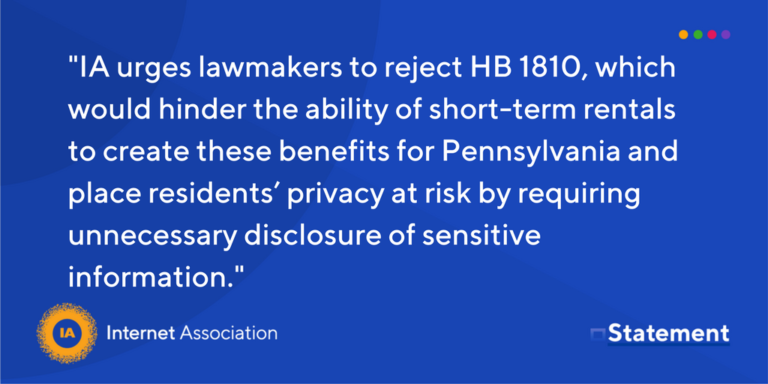 "IA urges lawmakers to reject HB 1810, which
would hinder the ability of short-term rentals
to create these benefits for Pennsylvania and
place residents’ privacy at risk by requiring
unnecessary disclosure of sensitive
information."
IA
Internet Association
Statement